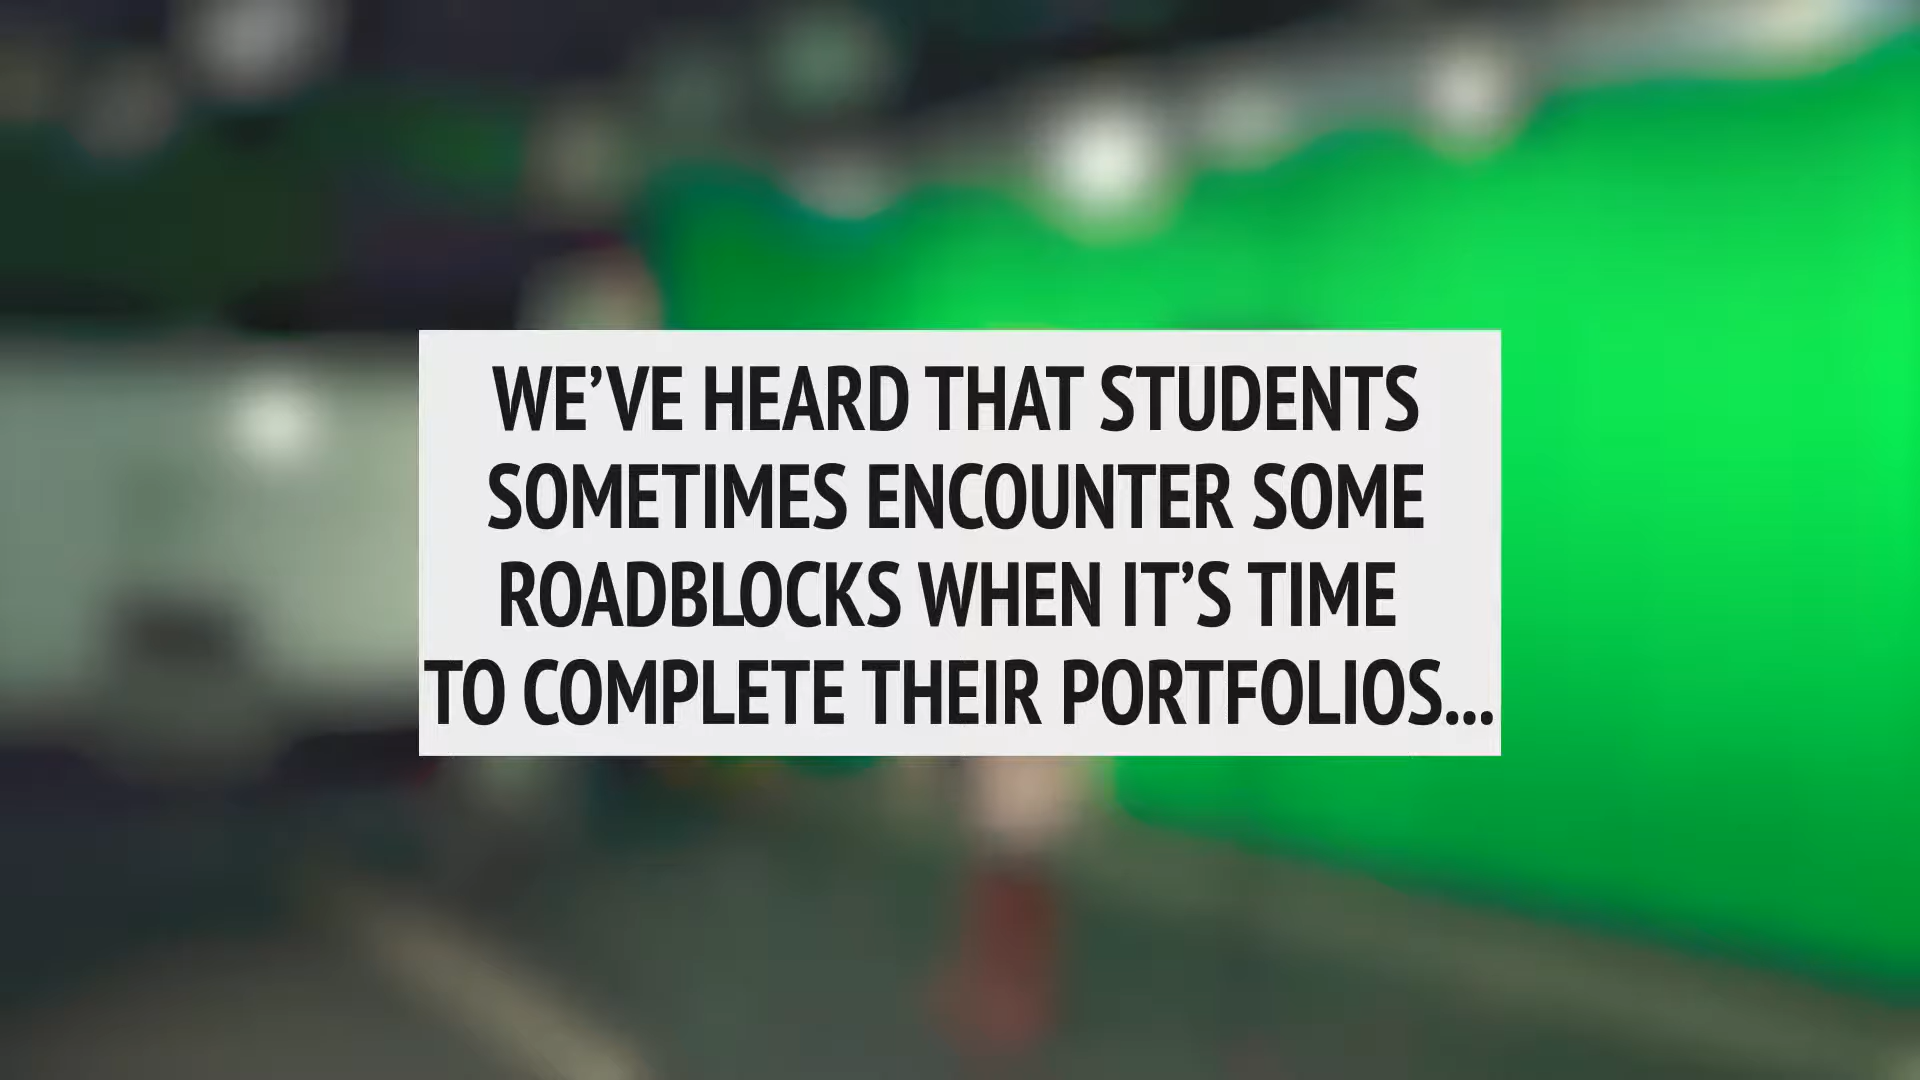 WE’VE HEARD THAT STUDENTS
SOMETIMES ENCOUNTER SOME
ROADBLOCKS WHEN IT’S TIME
TO COMPLETE THEIR PORTFOLIOS...